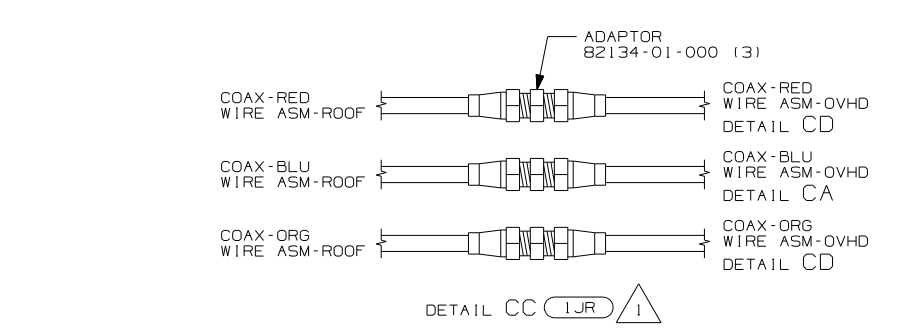 ADAPTOR
82134-01-000 (3)
COAX-RED
WIRE ASM-ROOF
COAX-RED
WIRE ASM-OVHD
DETAIL CD
COAX-BLU
WIRE ASM-ROOF
COAX-BLU
WIRE ASM-OVHD
DETAIL CA
COAX-ORG
WIRE ASM-ROOF
COAX-ORG
WIRE ASM-OVHD
DETAIL CD
DETAIL CC 1JR 1